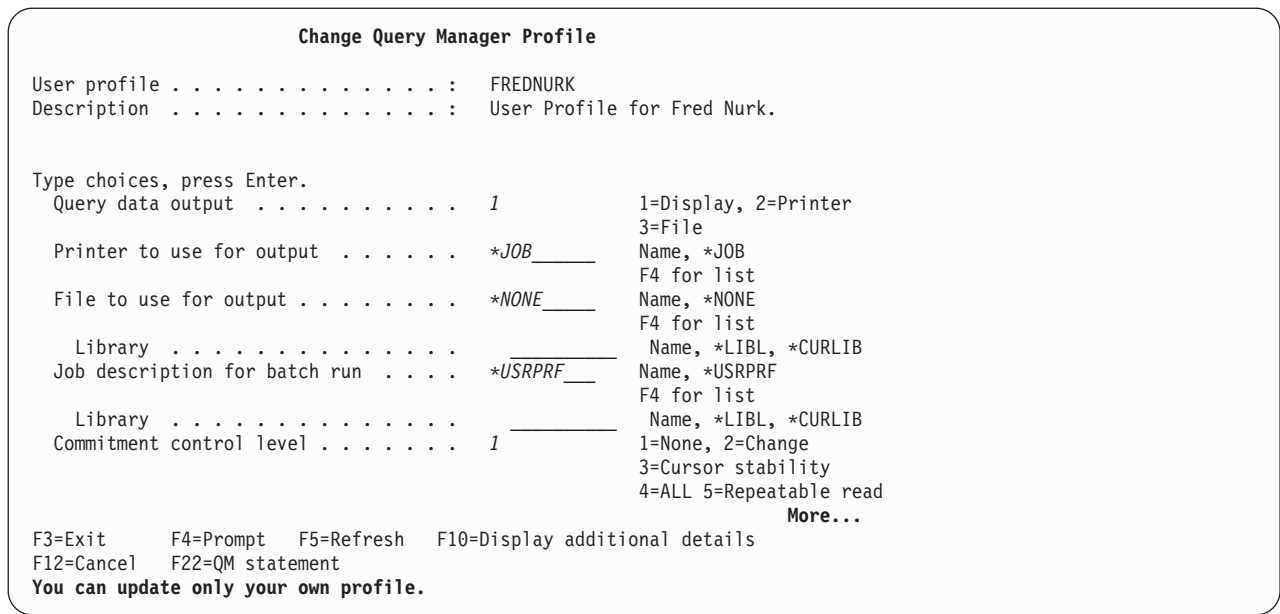 Change Query Manager Profile
User profile . . . . . . . . . . . . . . : FREDNURK
Description . . . . . . . . . . . . . . : User Profile for Fred Nurk.
Type choices, press Enter.
Query data output . . . . . . . . . . 1 1=Display, 2=Printer
3=File
Printer to use for output . . . . . . *JOB______ Name, *JOB
F4 for list
File to use for output . . . . . . . . *NONE_____ Name, *NONE
F4 for list
Library . . . . . . . . . . . . . . __________ Name, *LIBL, *CURLIB
Job description for batch run . . . . *USRPRF___ Name, *USRPRF
F4 for list
Library . . . . . . . . . . . . . . __________ Name, *LIBL, *CURLIB
Commitment control level . . . . . . . 1 1=None, 2=Change
3=Cursor stability
4=ALL 5=Repeatable read
More...
F3=Exit F4=Prompt F5=Refresh F10=Display additional details
F12=Cancel F22=QM statement
You can update only your own profile.